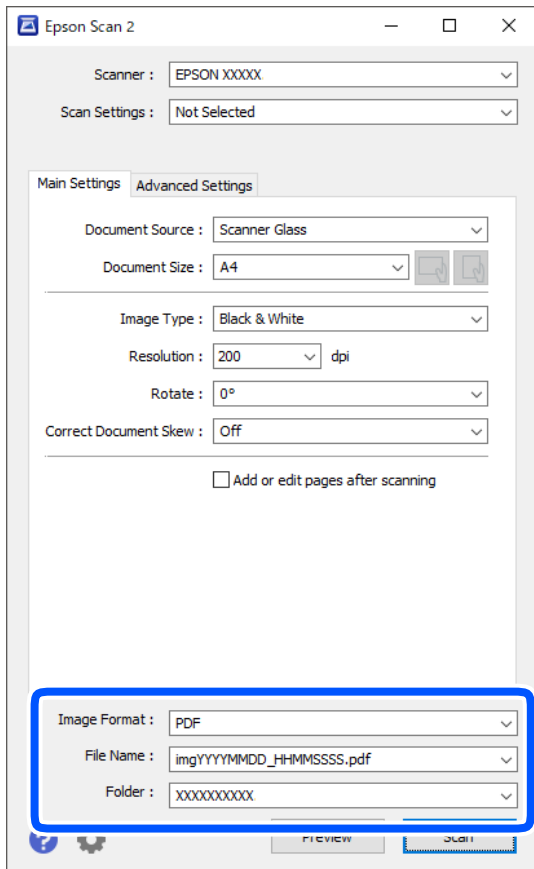 Epson Scan 2
Scanner : EPSON XXXXX
Scan Settings : Not Selected
Main Settings Advanced Settings
Document Source : Scanner Glass
Document Size : A4
Image Type : Black & White
Resolution : 200 dpi
Rotate : 0°
Correct Document Skew : Off
Add or edit pages after scanning
Image Format : PDF
File Name : imgYYYYMMDD_HHMMSSSS.pdf
Folder : XXXXXXXXXX
? Preview Scan